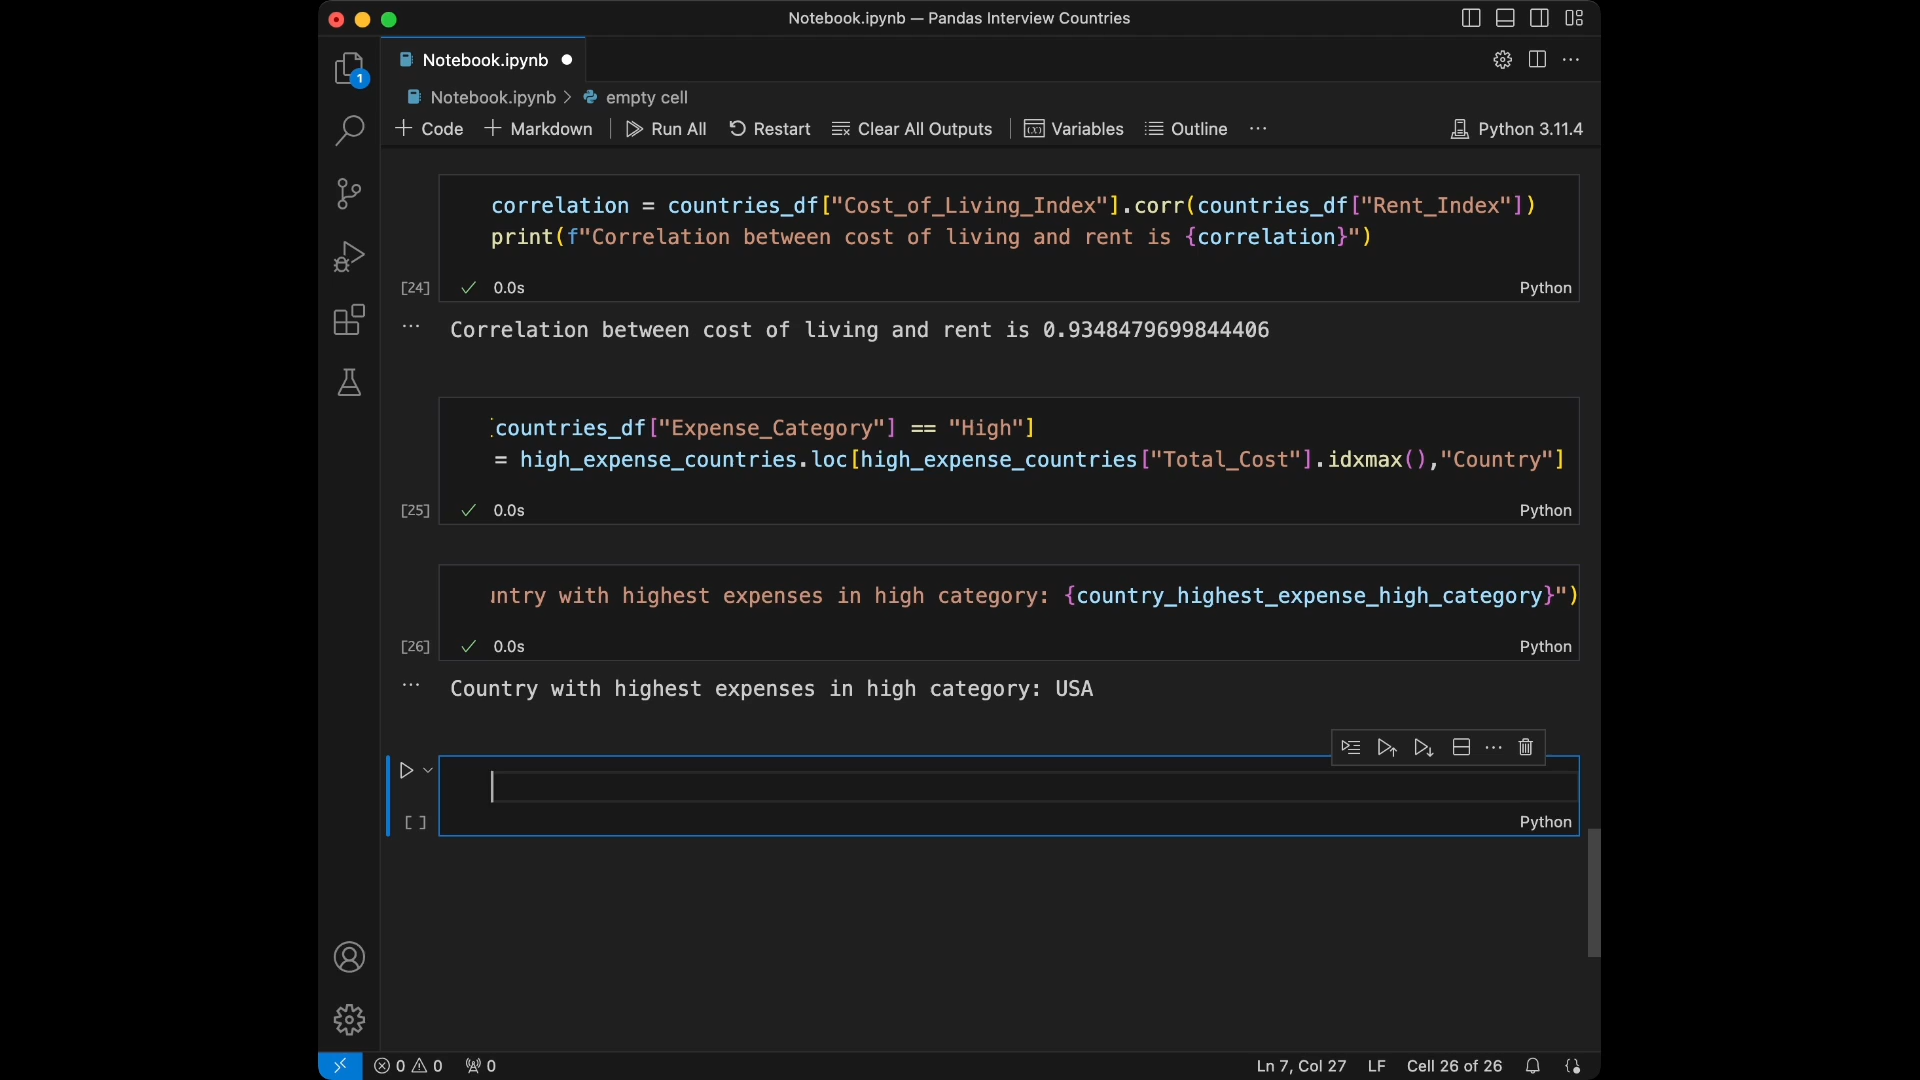 Notebook.ipynb — Pandas Interview Countries
1
Notebook.ipynb
Notebook.ipynb > empty cell
+ Code + Markdown Run All Restart Clear All Outputs Variables Outline ··· Python 3.11.4
correlation = countries_df["Cost_of_Living_Index"].corr(countries_df["Rent_Index"])
print(f"Correlation between cost of living and rent is {correlation}")
[24] 0.0s Python
··· Correlation between cost of living and rent is 0.9348479699844406
countries_df["Expense_Category"] == "High"]
= high_expense_countries.loc[high_expense_countries["Total_Cost"].idxmax(),"Country"]
[25] 0.0s Python
untry with highest expenses in high category: {country_highest_expense_high_category}")
[26] 0.0s Python
··· Country with highest expenses in high category: USA
[ ] Python
0 0 0 Ln 7, Col 27 LF Cell 26 of 26